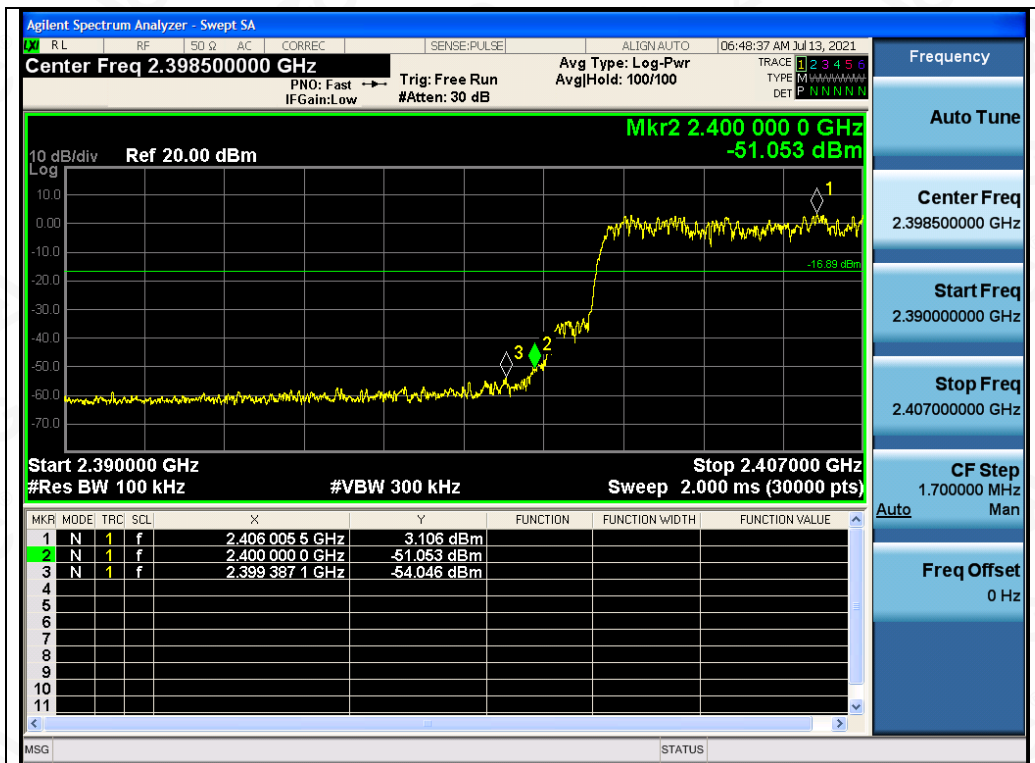 Agilent Spectrum Analyzer - Swept SA
LXI RL RF 50 Ω AC CORREC SENSE:PULSE ALIGN AUTO 06:48:37 AM Jul 13, 2021
Center Freq 2.398500000 GHz
PNO: Fast
IFGain:Low
Trig: Free Run
#Atten: 30 dB
Avg Type: Log-Pwr
Avg|Hold: 100/100
TRACE 1 2 3 4 5 6
TYPE M
DET P N N N N N
Mkr2 2.400 000 0 GHz
-51.053 dBm
10 dB/div Ref 20.00 dBm
Log
10.0
0.00
-10.0
-20.0
-30.0
-40.0
-50.0
-60.0
-70.0
1
-16.89 dBm
3
2
Start 2.390000 GHz Stop 2.407000 GHz
#Res BW 100 kHz #VBW 300 kHz Sweep 2.000 ms (30000 pts)
MKR MODE TRC SCL X Y FUNCTION FUNCTION WIDTH FUNCTION VALUE
1 N 1 f 2.406 005 5 GHz 3.106 dBm
2 N 1 f 2.400 000 0 GHz -51.053 dBm
3 N 1 f 2.399 387 1 GHz -54.046 dBm
4
5
6
7
8
9
10
11
MSG STATUS
Frequency
Auto Tune
Center Freq
2.398500000 GHz
Start Freq
2.390000000 GHz
Stop Freq
2.407000000 GHz
CF Step
1.700000 MHz
Auto Man
Freq Offset
0 Hz